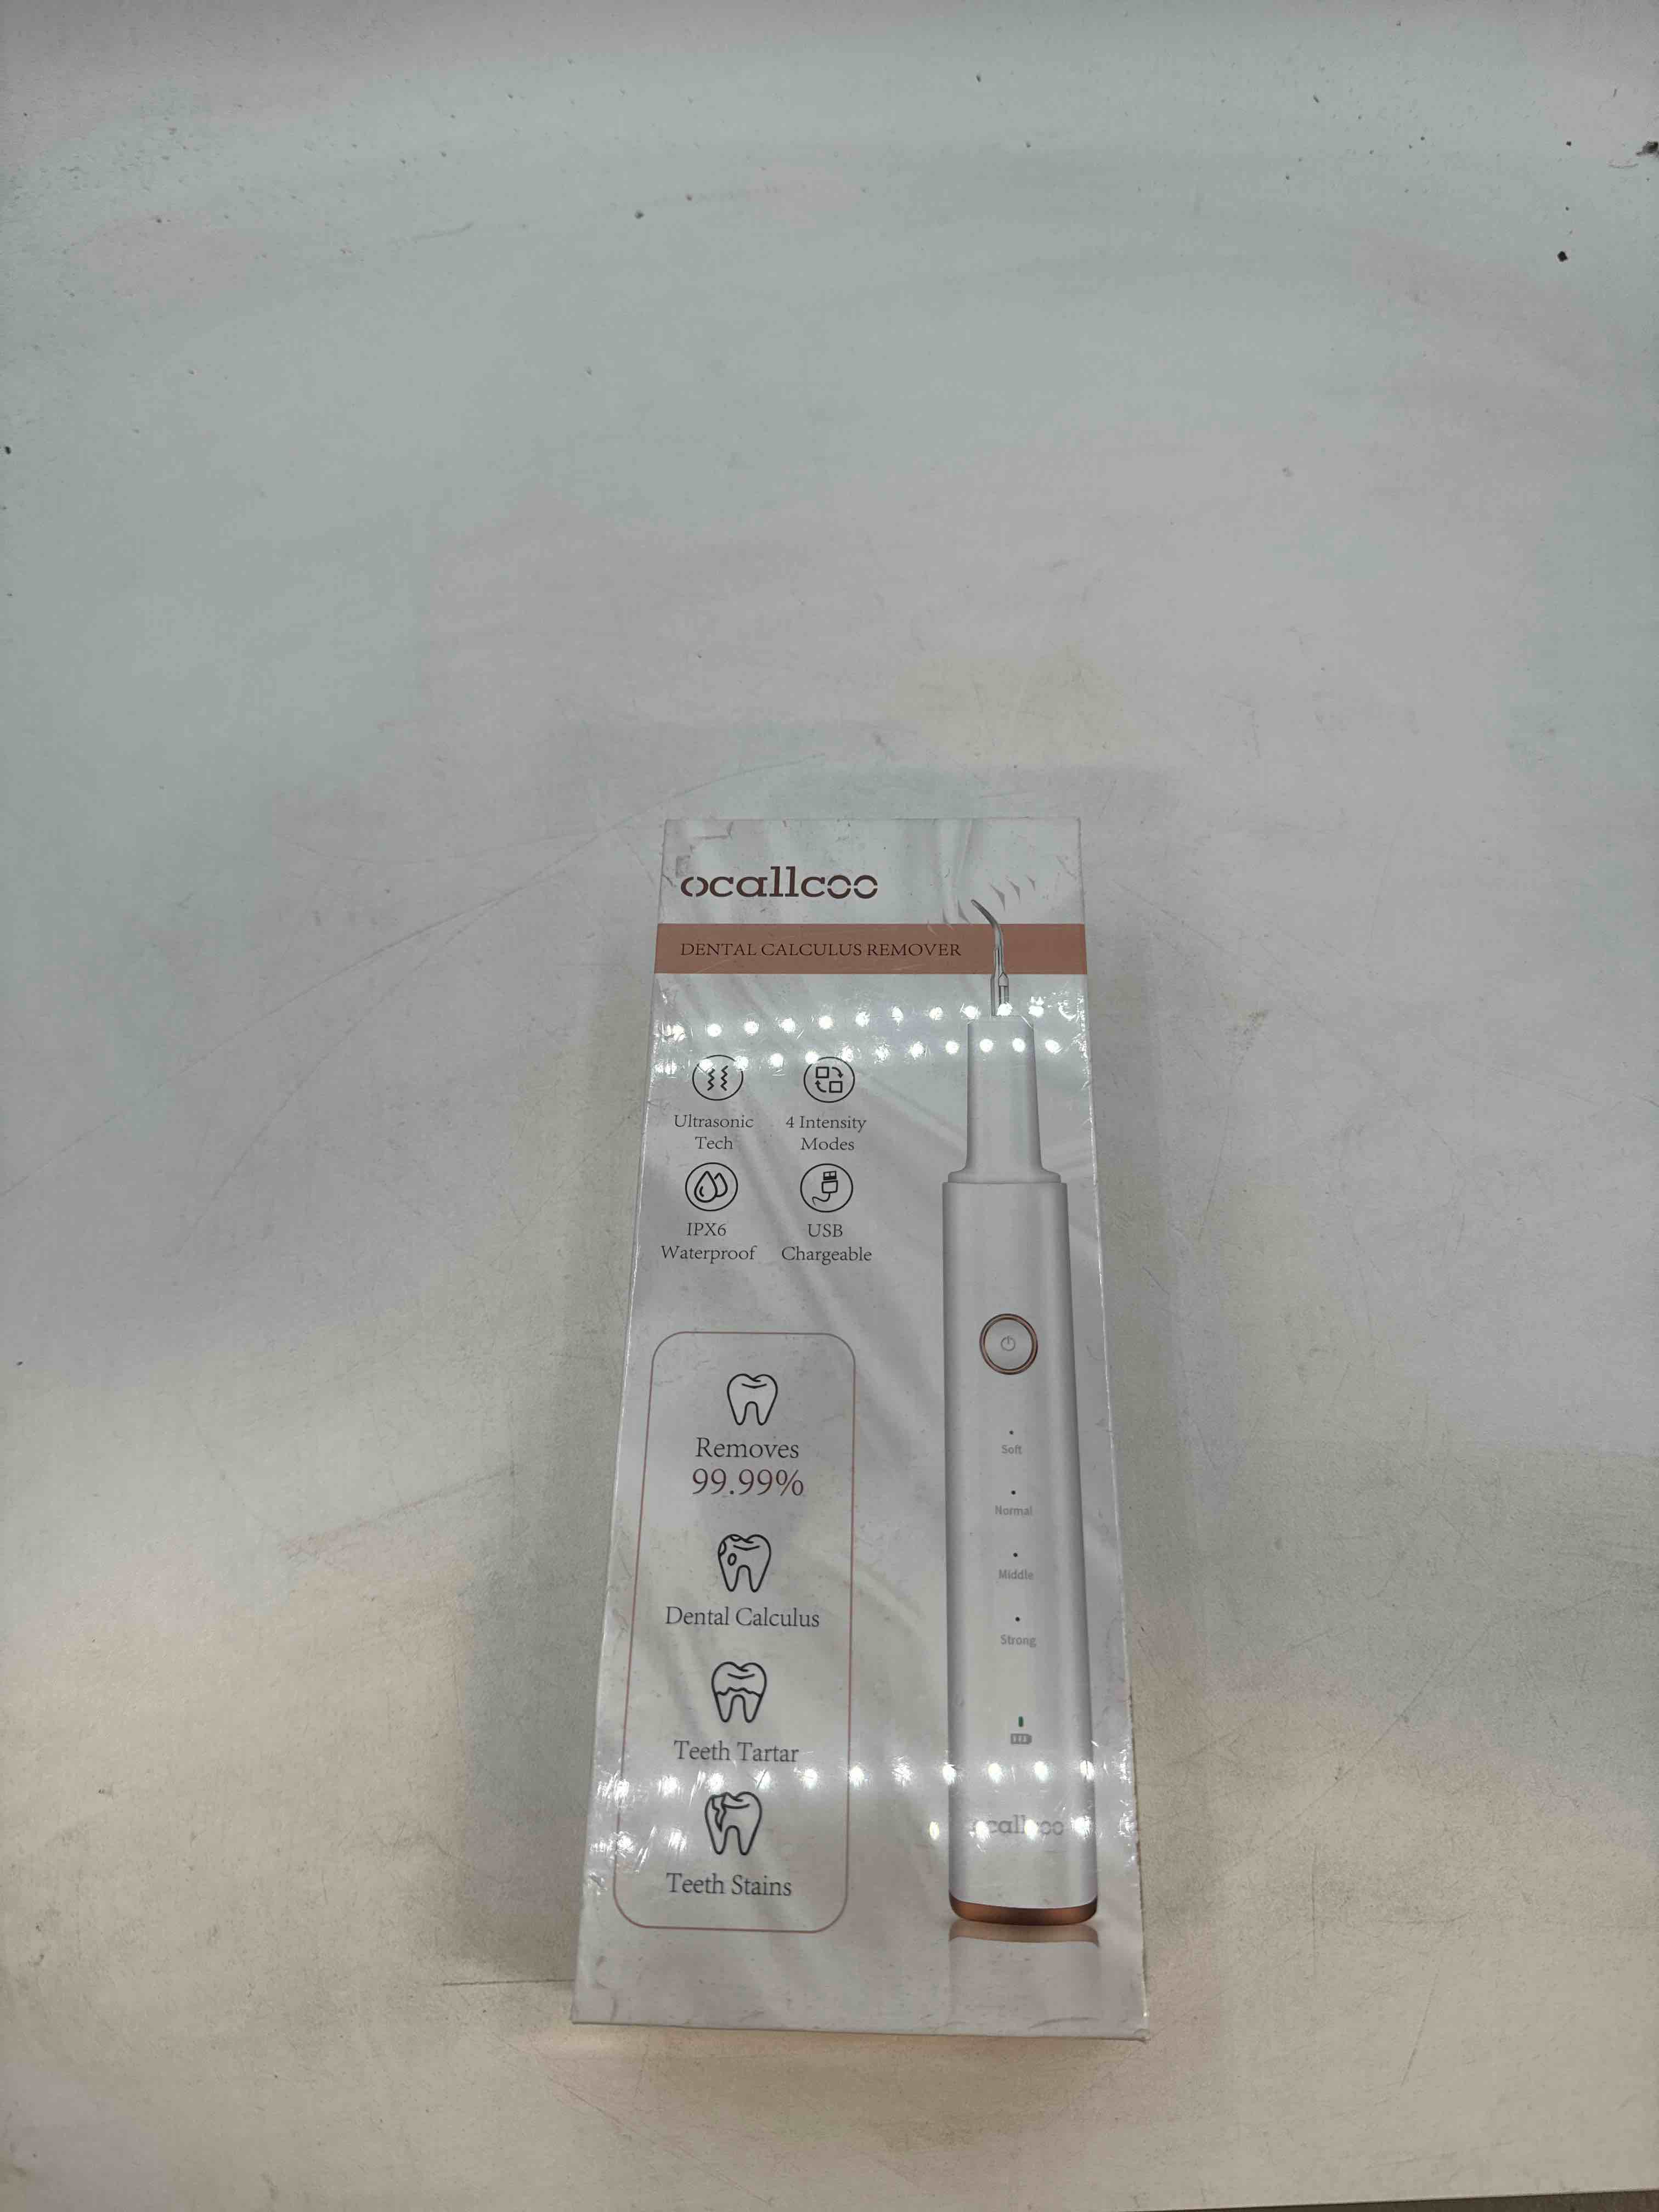 ocallcoo
DENTAL CALCULUS REMOVER
Ultrasonic
Tech
4 Intensity
Modes
IPX6
Waterproof
USB
Chargeable
Removes
99.99%
Dental Calculus
Teeth Tartar
Teeth Stains
Soft
Normal
Middle
Strong
ocallcoo